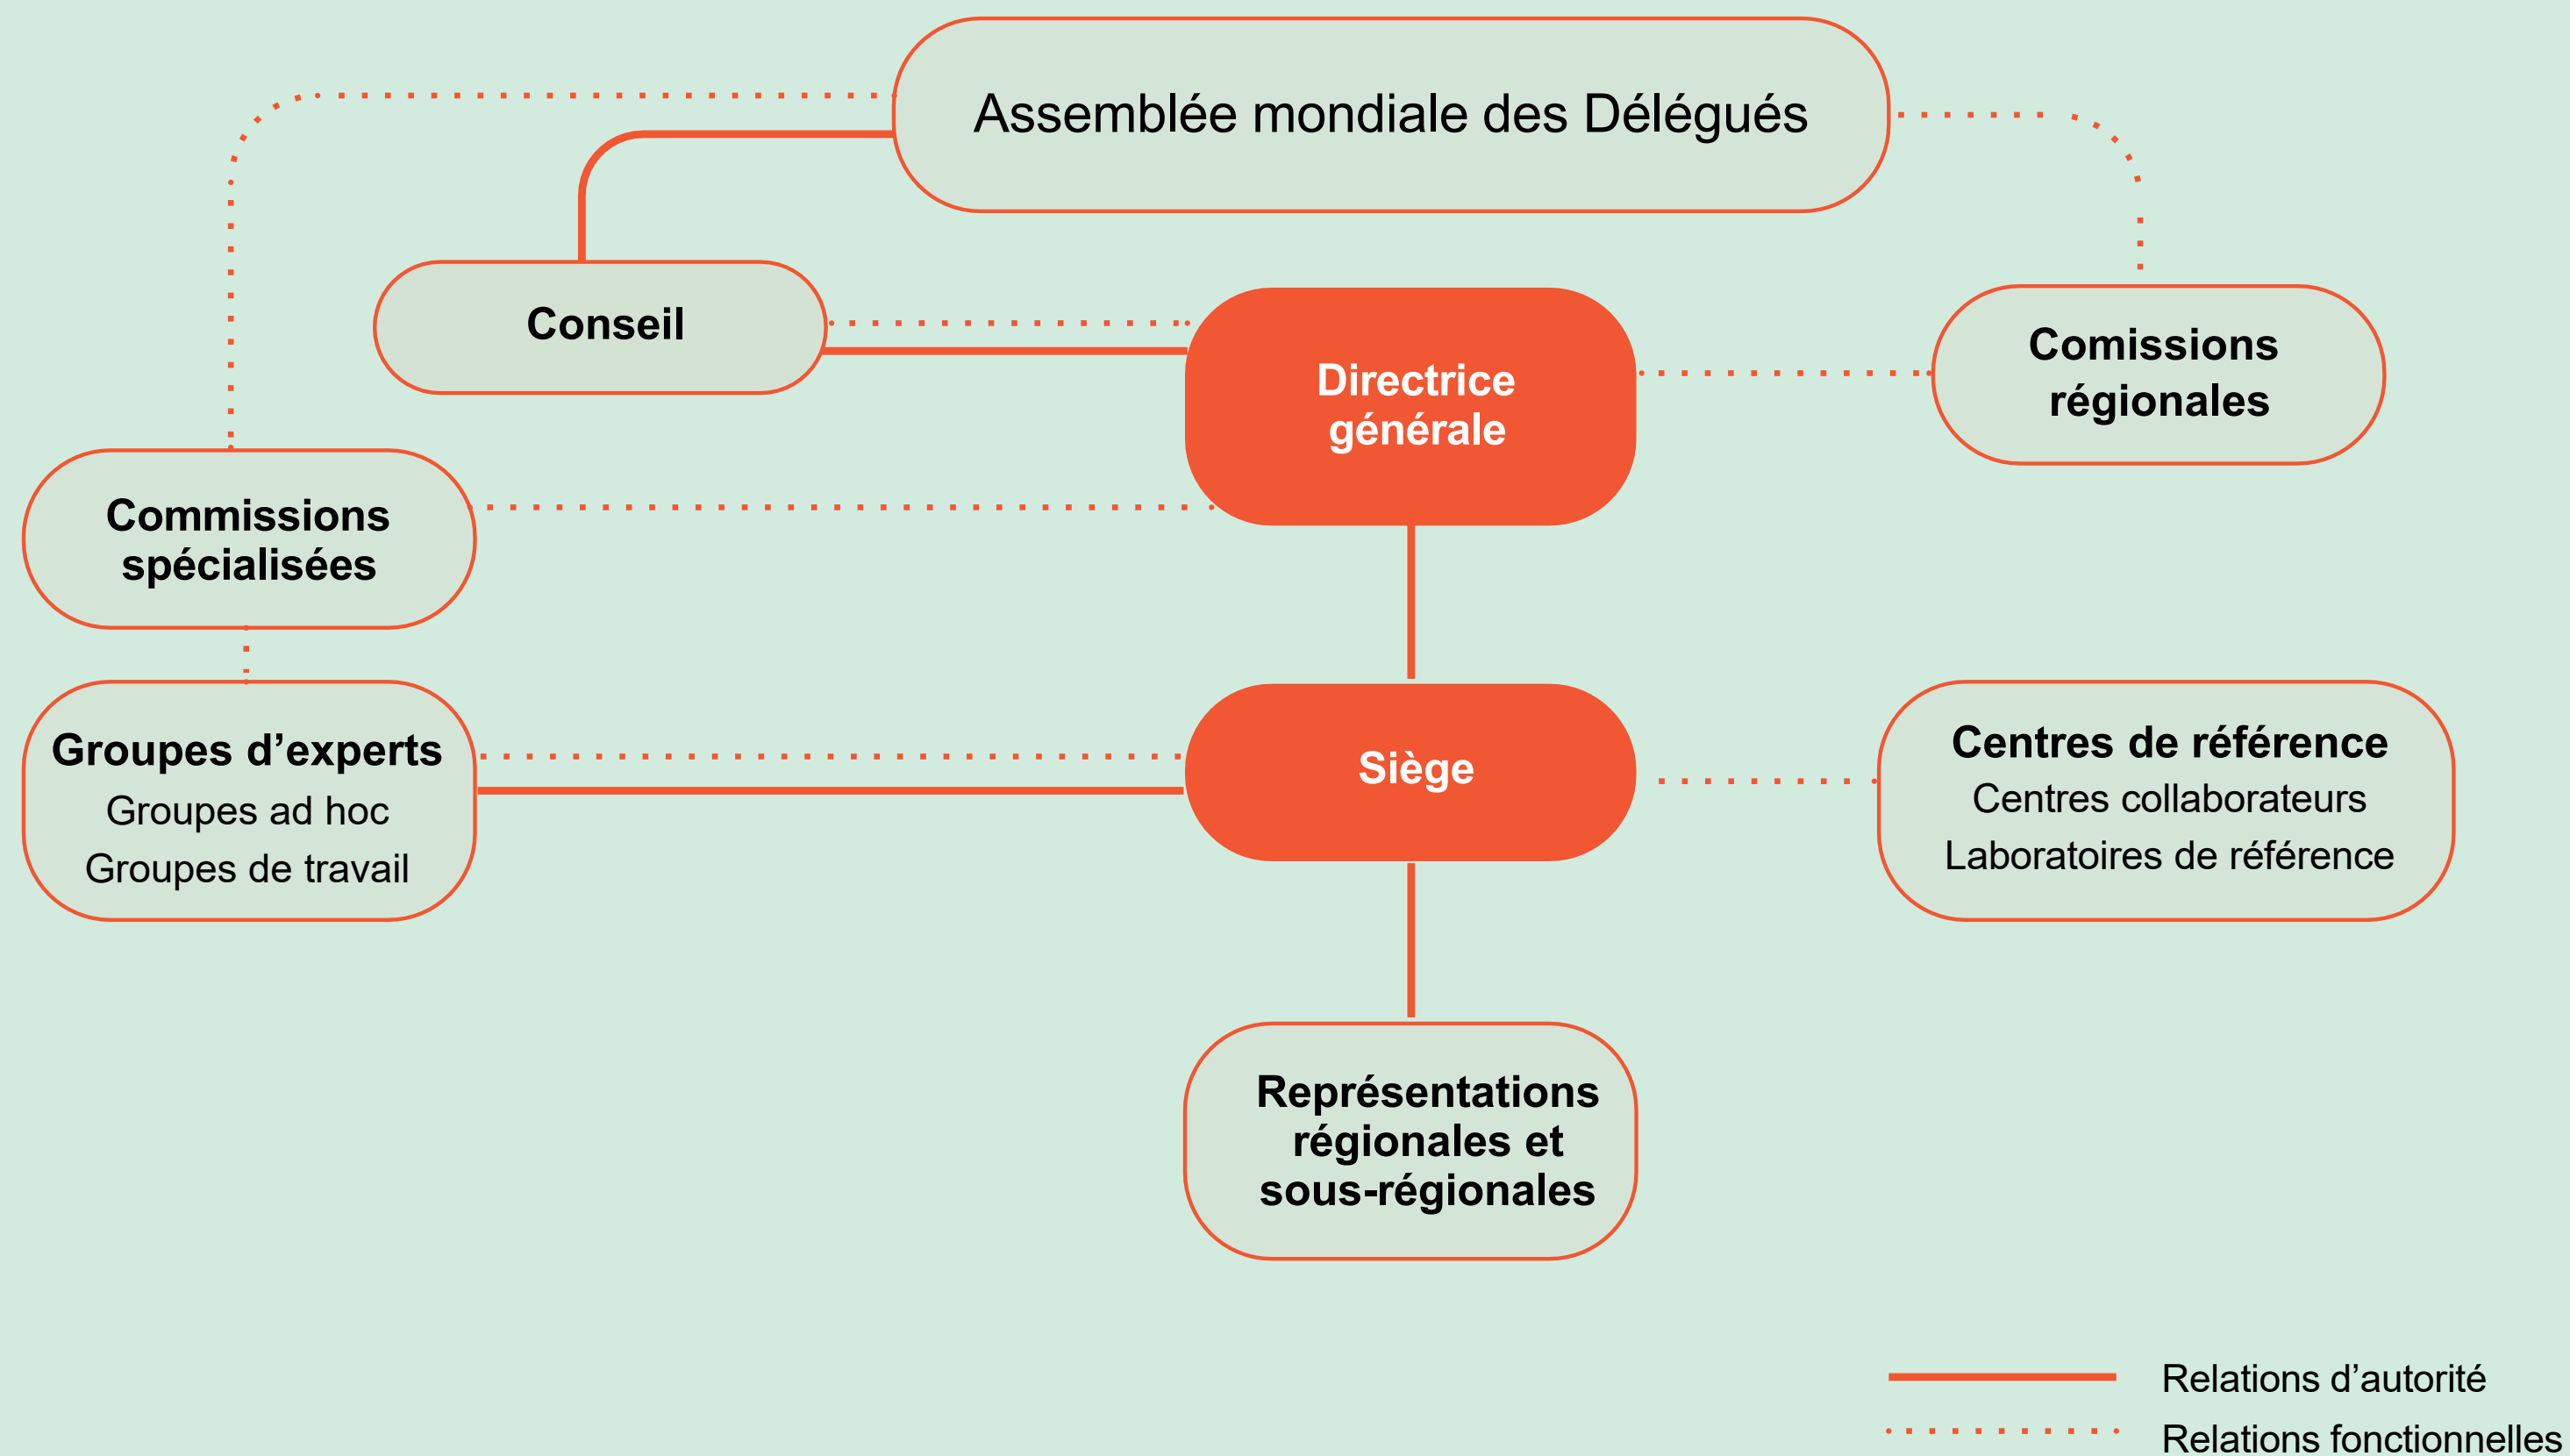 Assemblée mondiale des Délégués
Conseil
Directrice
générale
Comissions
régionales
Commissions
spécialisées
Groupes d’experts
Groupes ad hoc
Groupes de travail
Siège
Centres de référence
Centres collaborateurs
Laboratoires de référence
Représentations
régionales et
sous-régionales
Relations d’autorité
Relations fonctionnelles